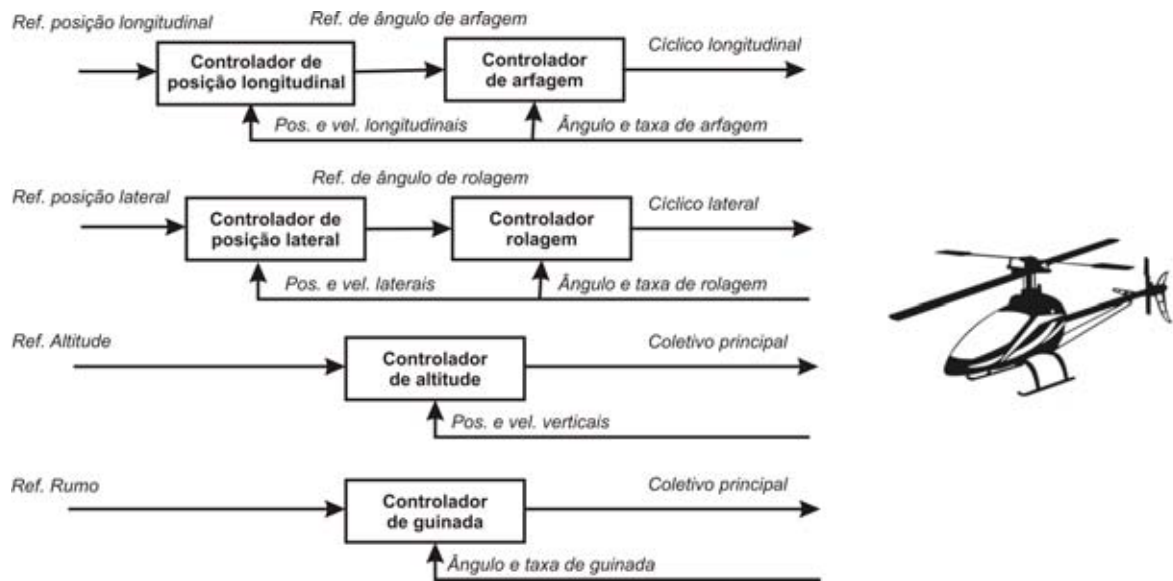 Ref. posição longitudinal
Ref. de ângulo de arfagem
Cíclico longitudinal
Controlador de
posição longitudinal
Controlador
de arfagem
Pos. e vel. longitudinais
Ângulo e taxa de arfagem
Ref. posição lateral
Ref. de ângulo de rolagem
Cíclico lateral
Controlador de
posição lateral
Controlador
rolagem
Pos. e vel. laterais
Ângulo e taxa de rolagem
Ref. Altitude
Controlador
de altitude
Coletivo principal
Pos. e vel. verticais
Ref. Rumo
Controlador
de guinada
Coletivo principal
Ângulo e taxa de guinada